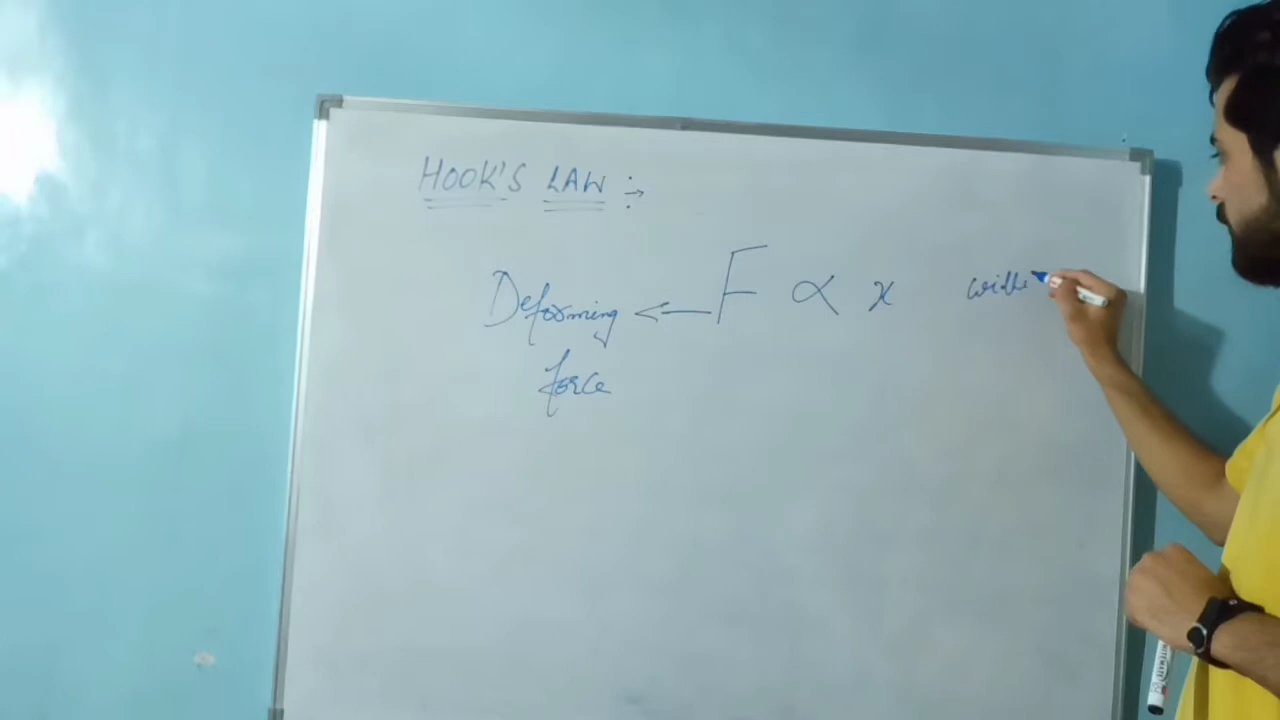 HOOK'S LAW :→
Deforming ← F ∝ x
force